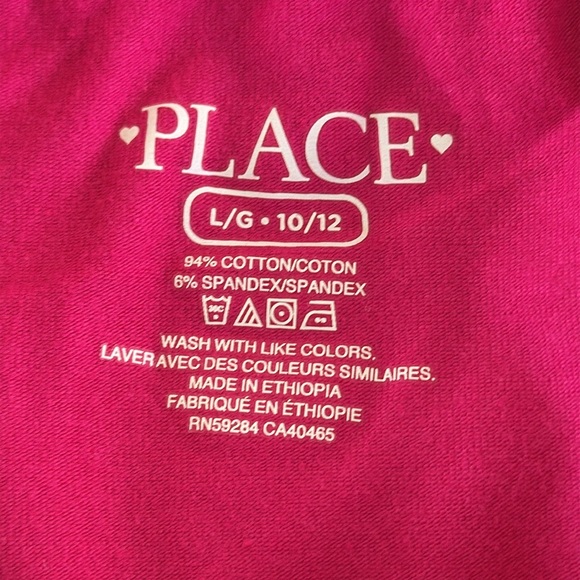 PLACE
L/G • 10/12
94% COTTON/COTON
6% SPANDEX/SPANDEX
30C
WASH WITH LIKE COLORS.
LAVER AVEC DES COULEURS SIMILAIRES.
MADE IN ETHIOPIA
FABRIQUÉ EN ÉTHIOPIE
RN59284 CA40465